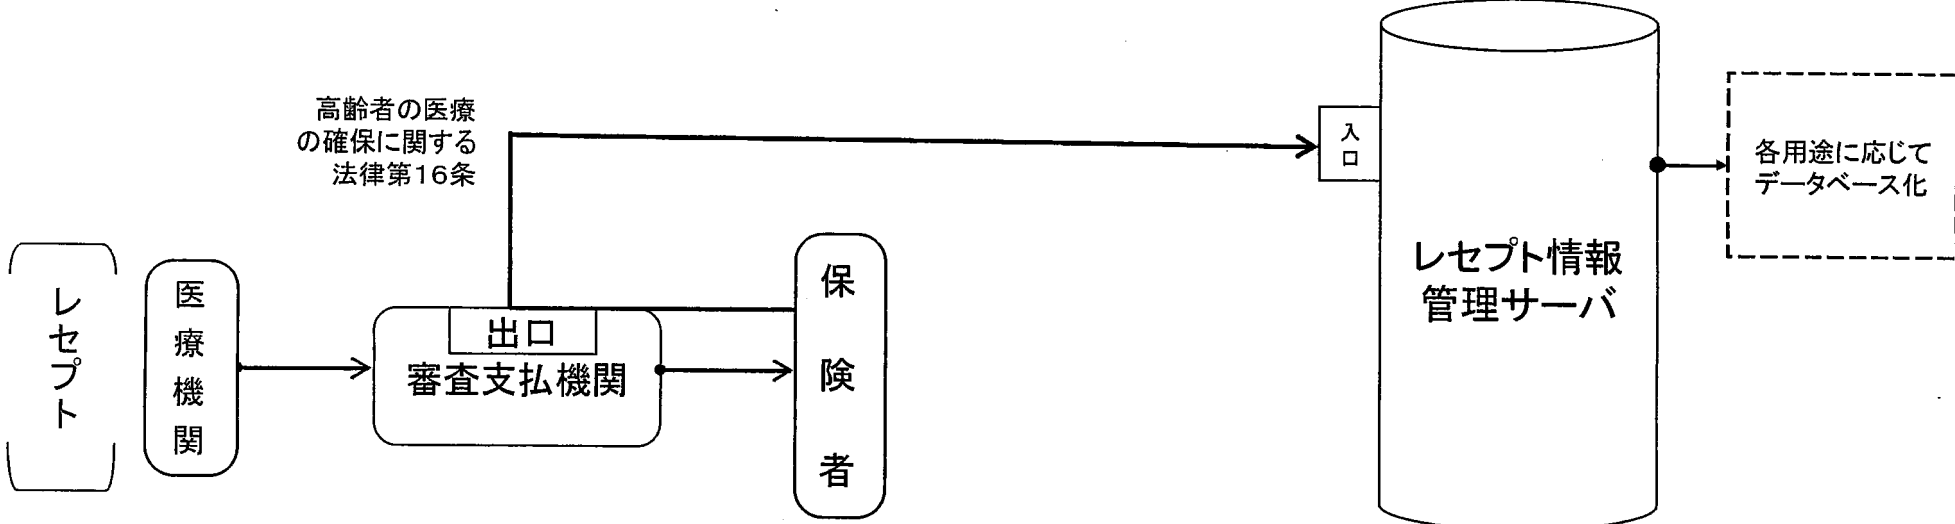 レセプト
医療機関
高齢者の医療
の確保に関する
法律第16条
出口
審査支払機関
保険者
入口
レセプト情報
管理サーバ
各用途に応じて
データベース化